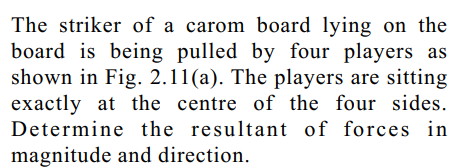 The striker of a carom board lying on the
board is being pulled by four players as
shown in Fig. 2.11(a). The players are sitting
exactly at the centre of the four sides.
Determine the resultant of forces in
magnitude and direction.